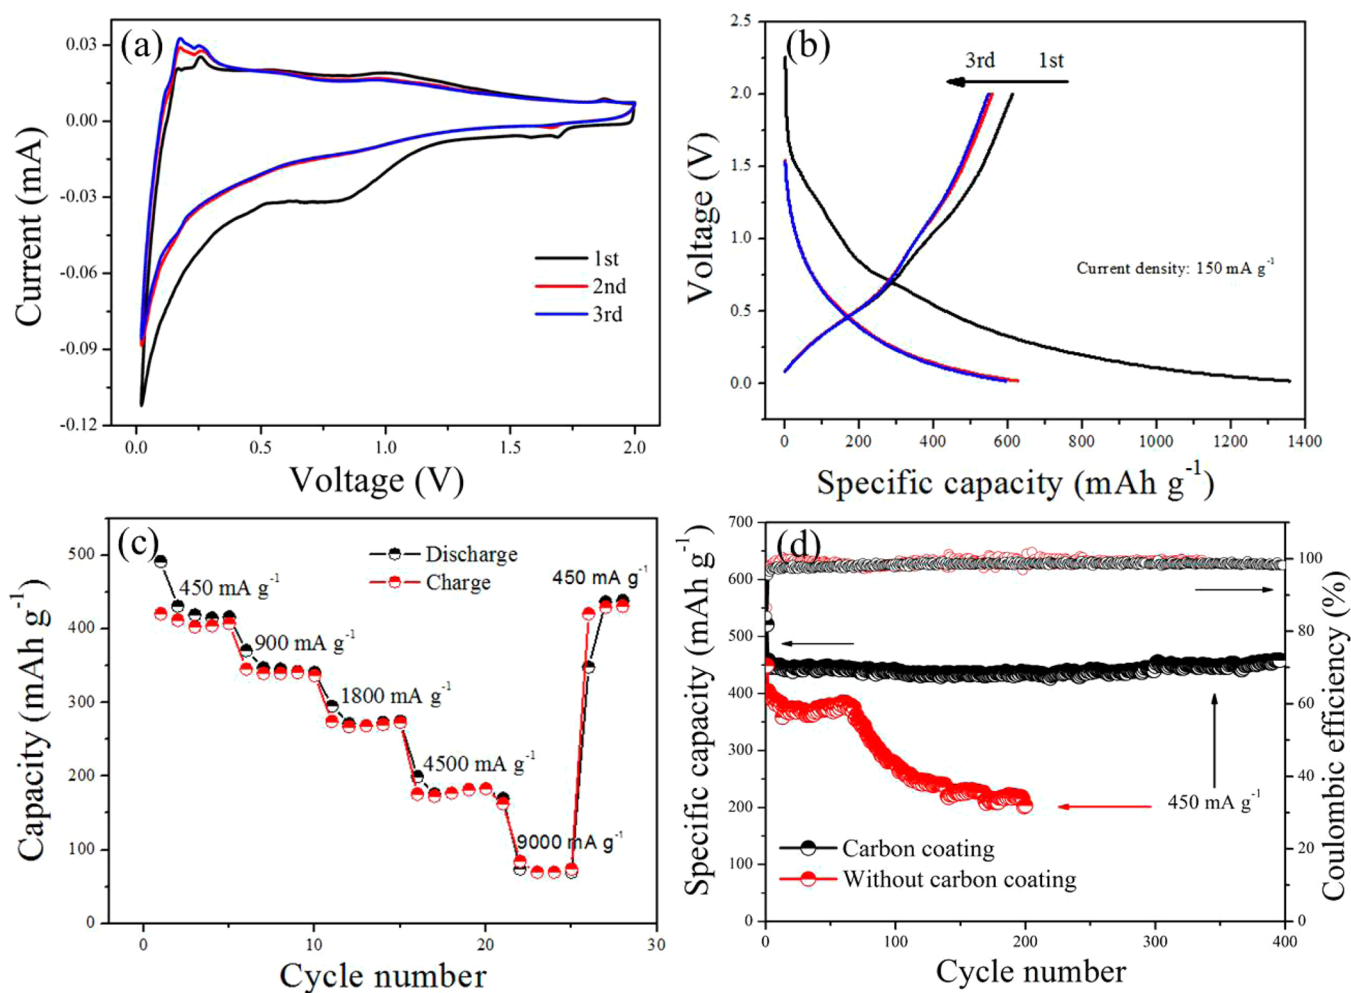 (a)
0.03
0.00
-0.03
-0.06
-0.09
-0.12
Current (mA)
1st
2nd
3rd
0.0 0.5 1.0 1.5 2.0
Voltage (V)
(b)
2.5
2.0
1.5
1.0
0.5
0.0
Voltage (V)
3rd 1st
Current density: 150 mA g⁻¹
0 200 400 600 800 1000 1200 1400
Specific capacity (mAh g⁻¹)
(c)
500
400
300
200
100
0
Capacity (mAh g⁻¹)
Discharge
Charge
450 mA g⁻¹
900 mA g⁻¹
1800 mA g⁻¹
4500 mA g⁻¹
9000 mA g⁻¹
450 mA g⁻¹
0 10 20 30
Cycle number
(d)
700
600
500
400
300
200
100
0
Specific capacity (mAh g⁻¹)
100
80
60
40
20
0
Coulombic efficiency (%)
450 mA g⁻¹
Carbon coating
Without carbon coating
0 100 200 300 400
Cycle number